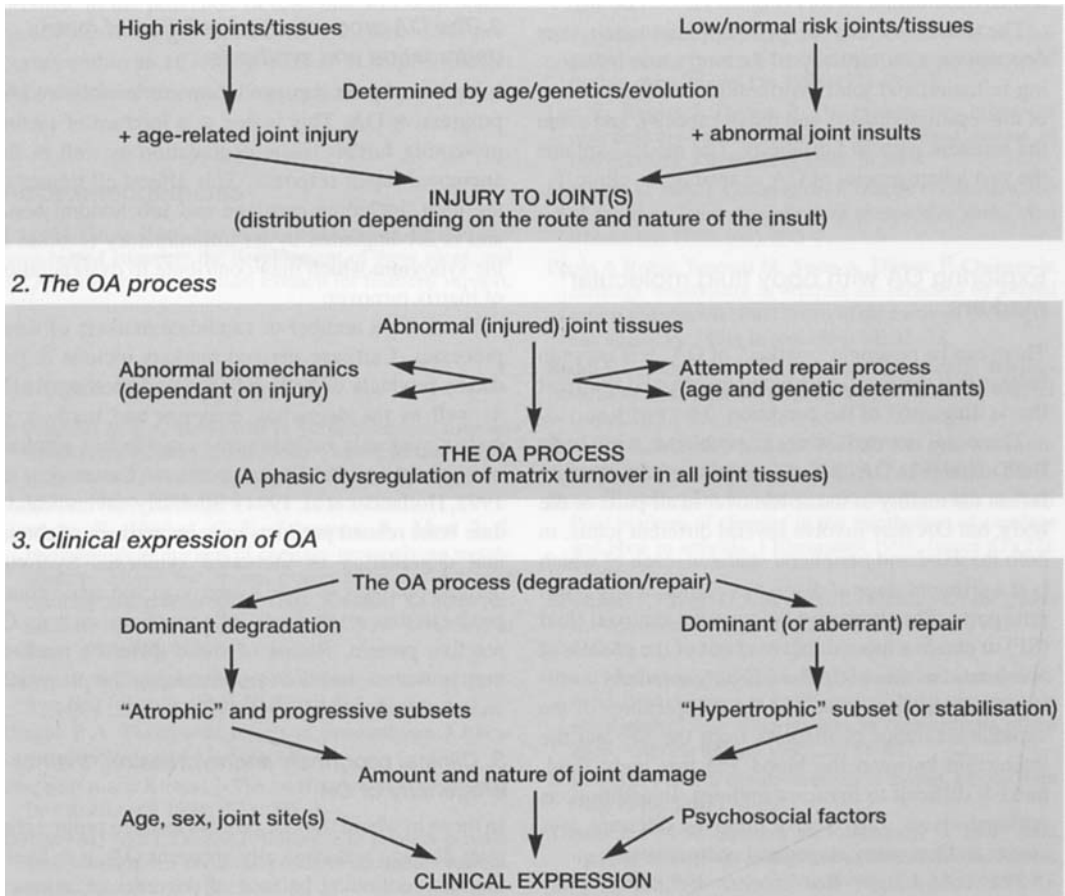 High risk joints/tissues
Low/normal risk joints/tissues
Determined by age/genetics/evolution
+ age-related joint injury
+ abnormal joint insults
INJURY TO JOINT(S)
(distribution depending on the route and nature of the insult)
2. The OA process
Abnormal (injured) joint tissues
Abnormal biomechanics
(dependant on injury)
Attempted repair process
(age and genetic determinants)
THE OA PROCESS
(A phasic dysregulation of matrix turnover in all joint tissues)
3. Clinical expression of OA
The OA process (degradation/repair)
Dominant degradation
Dominant (or aberrant) repair
"Atrophic" and progressive subsets
"Hypertrophic" subset (or stabilisation)
Amount and nature of joint damage
Age, sex, joint site(s)
Psychosocial factors
CLINICAL EXPRESSION